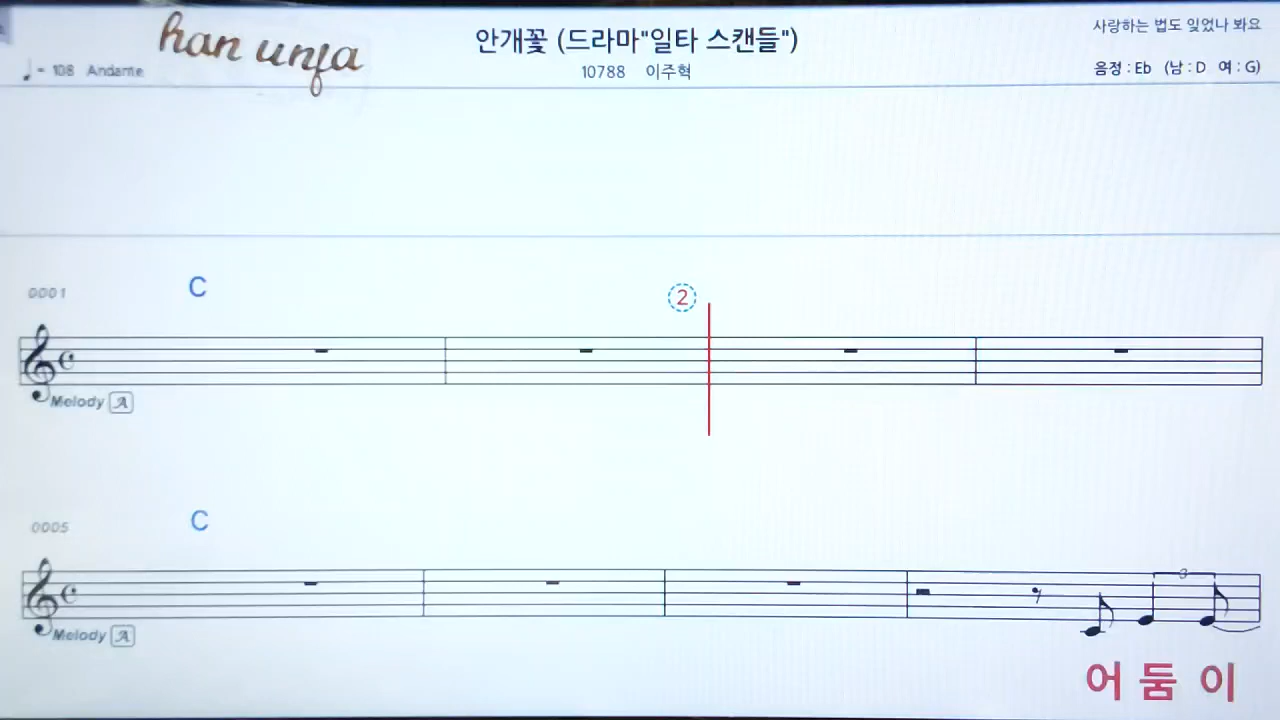 han unfa
안개꽃 (드라마"일타 스캔들")
사랑하는 법도 잊었나 봐요
♩= 108 Andante
10788 이주혁
음정 : Eb (남 : D 여 : G)
0001 C
②
Melody A
0005 C
3
Melody A
어 둠 이